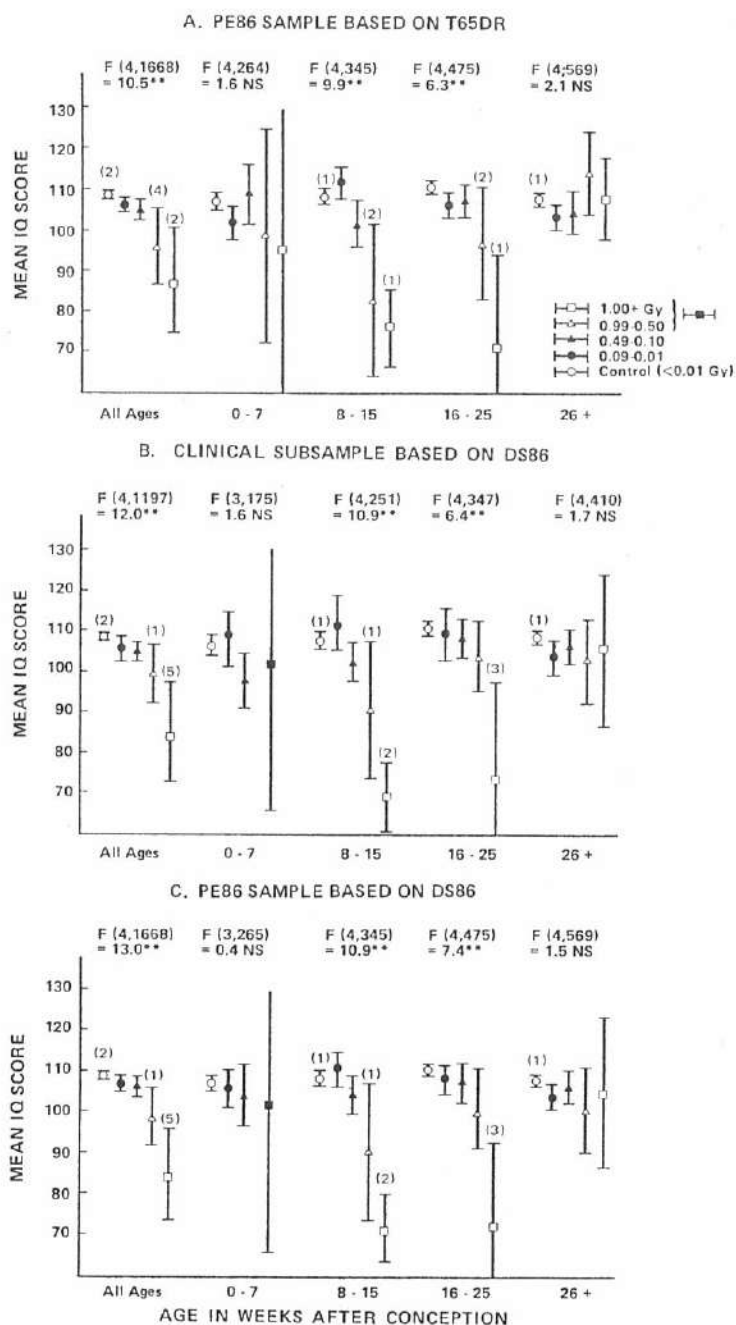 A. PE86 SAMPLE BASED ON T65DR
F (4,1668) F (4,264) F (4,345) F (4,475) F (4;569)
= 10.5** = 1.6 NS = 9.9** = 6.3** = 2.1 NS
MEAN IQ SCORE
130
120
110
100
90
80
70
(2) (4) (2) (1) (2) (1) (2) (1) (1)
1.00+ Gy
0.99-0.50
0.49-0.10
0.09-0.01
Control (<0.01 Gy)
All Ages 0 - 7 8 - 15 16 - 25 26 +
B. CLINICAL SUBSAMPLE BASED ON DS86
F (4,1197) F (3,175) F (4,251) F (4,347) F (4,410)
= 12.0** = 1.6 NS = 10.9** = 6.4** = 1.7 NS
MEAN IQ SCORE
130
120
110
100
90
80
70
(2) (1) (5) (1) (1) (2) (3) (1)
All Ages 0 - 7 8 - 15 16 - 25 26 +
C. PE86 SAMPLE BASED ON DS86
F (4,1668) F (3,265) F (4,345) F (4,475) F (4,569)
= 13.0** = 0.4 NS = 10.9** = 7.4** = 1.5 NS
MEAN IQ SCORE
130
120
110
100
90
80
70
(2) (1) (5) (1) (1) (2) (3) (1)
All Ages 0 - 7 8 - 15 16 - 25 26 +
AGE IN WEEKS AFTER CONCEPTION